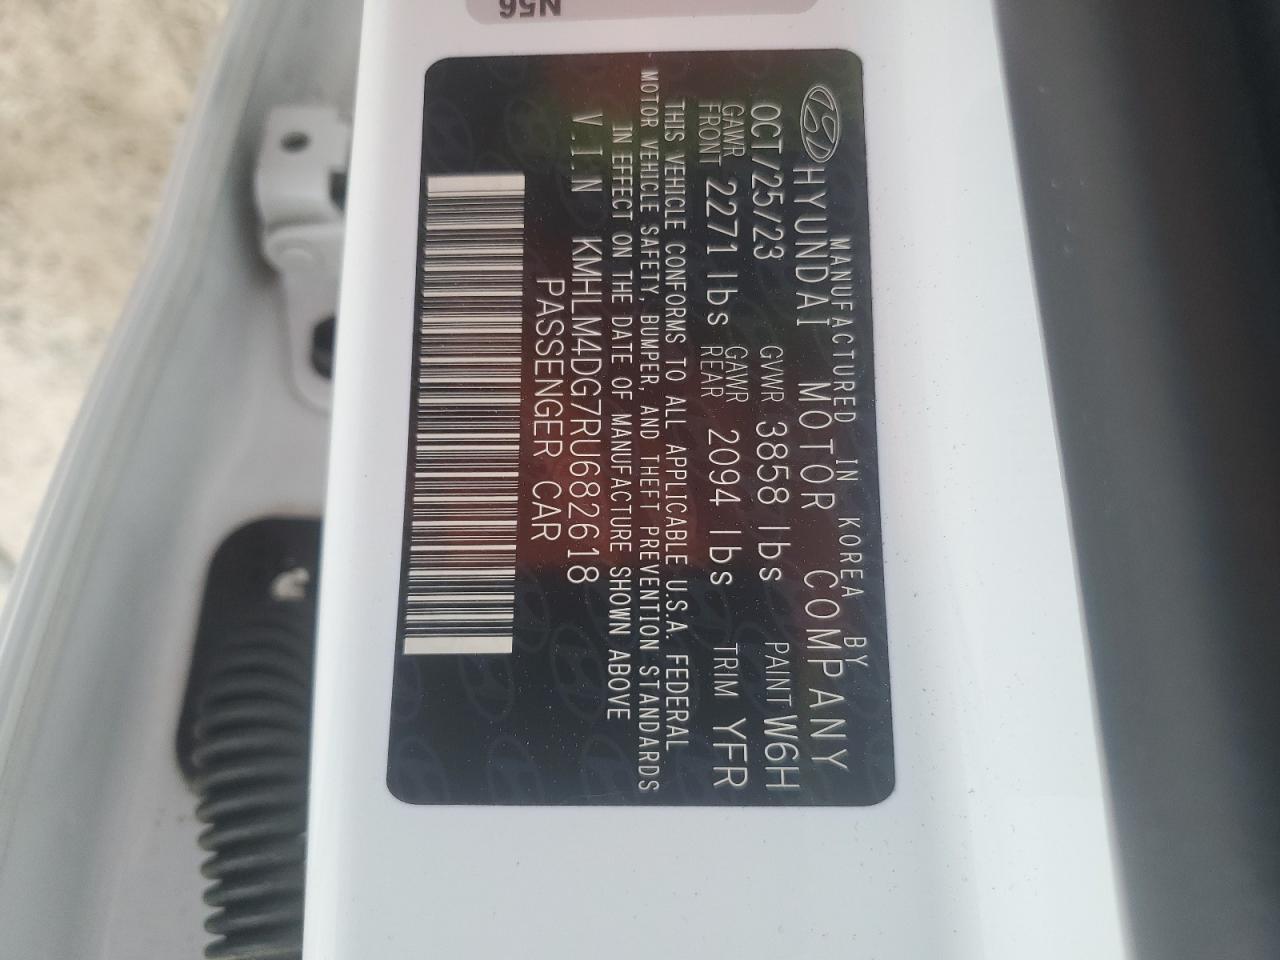 N56
MANUFACTURED IN KOREA BY
HYUNDAI MOTOR COMPANY
OCT/25/23 GVWR 3858 lbs PAINT W6H
GAWR FRONT 2271 lbs GAWR REAR 2094 lbs TRIM YFR
THIS VEHICLE CONFORMS TO ALL APPLICABLE U.S.A. FEDERAL
MOTOR VEHICLE SAFETY, BUMPER, AND THEFT PREVENTION STANDARDS
IN EFFECT ON THE DATE OF MANUFACTURE SHOWN ABOVE
V.I.N KMHLM4DG7RU682618
PASSENGER CAR